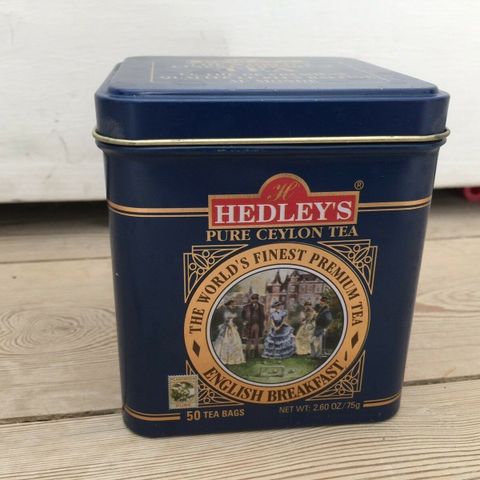 H
HEDLEY'S®
PURE CEYLON TEA
THE WORLD'S FINEST PREMIUM TEA
ENGLISH BREAKFAST
50 TEA BAGS
NET WT: 2.60 OZ/75g